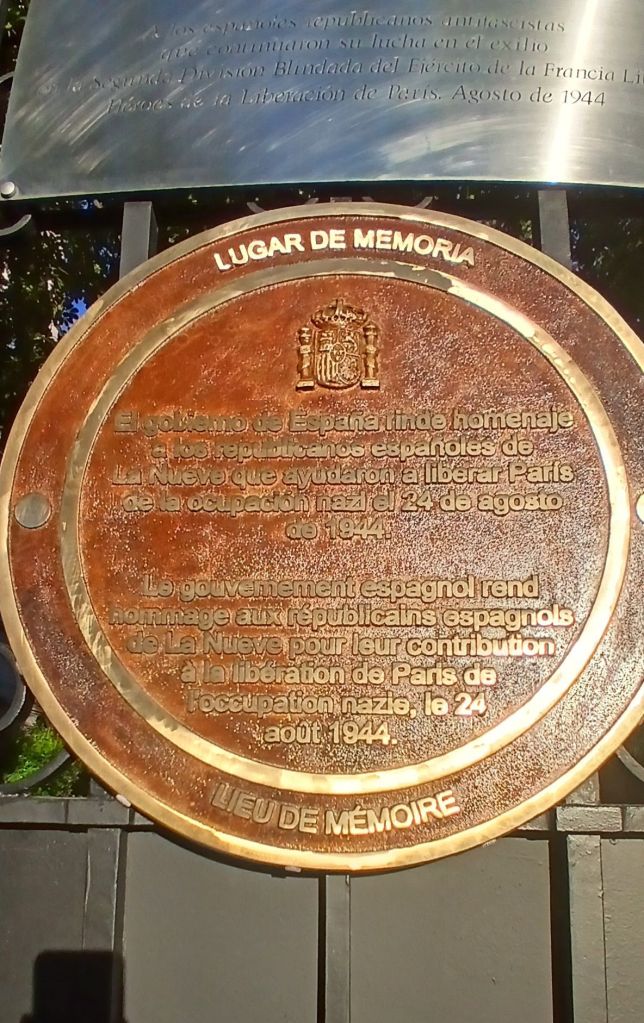 A los españoles republicanos antifascistas
que continuaron su lucha en el exilio
en la Segunda División Blindada del Ejército de la Francia
Héroes de la Liberación de París. Agosto de 1944
LUGAR DE MEMORIA
El gobierno de España rinde homenaje
a los republicanos españoles de
La Nueve que ayudaron a liberar París
de la ocupación nazi el 24 de agosto
de 1944.
Le gouvernement espagnol rend
hommage aux républicains espagnols
de La Nueve pour leur contribution
à la libération de Paris de
l'occupation nazie, le 24
août 1944.
LIEU DE MÉMOIRE